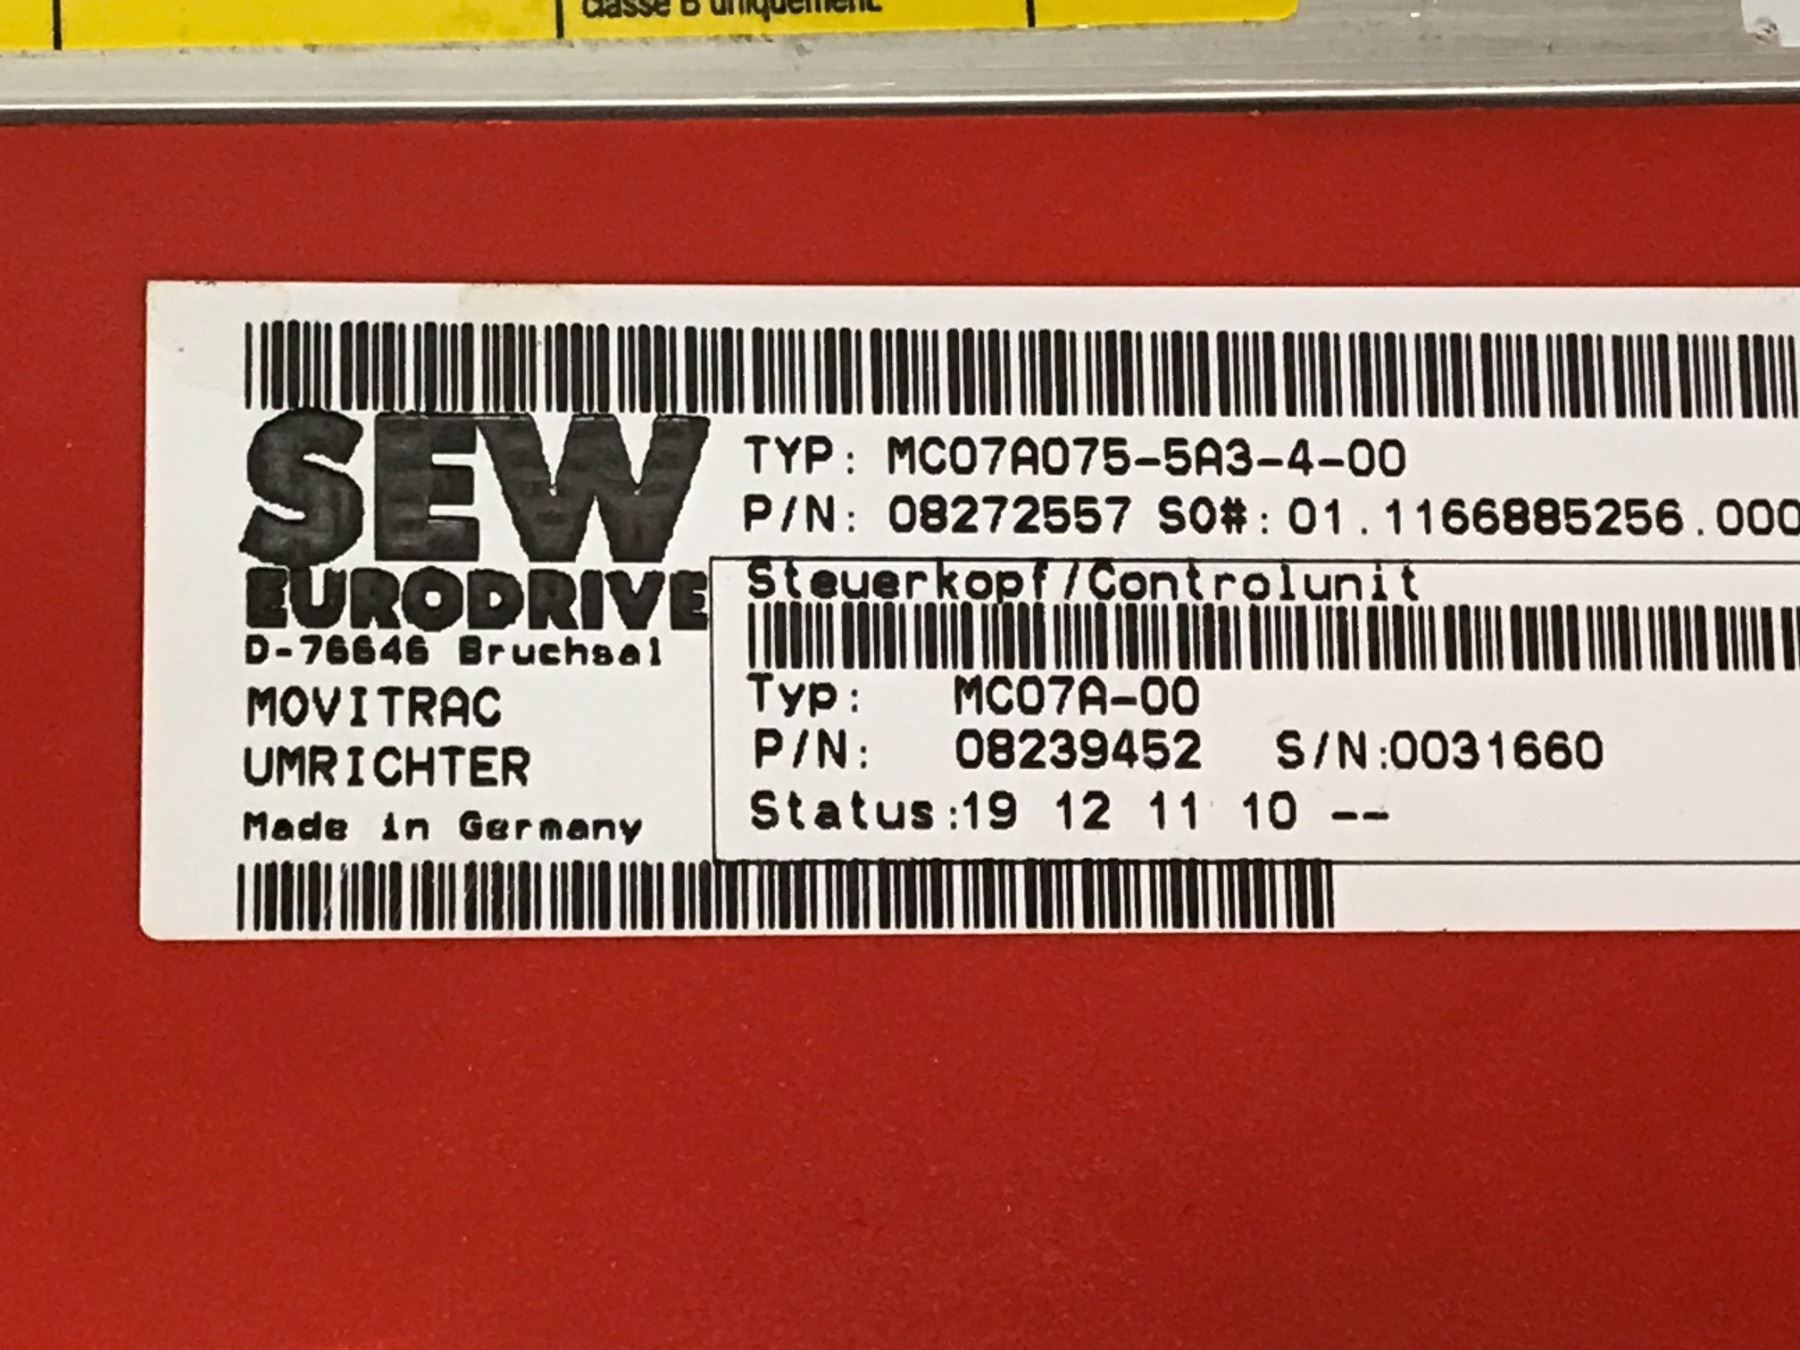 classe B uniquement.
SEW
EURODRIVE
D-76646 Bruchsal
MOVITRAC
UMRICHTER
Made in Germany
TYP: MC07A075-5A3-4-00
P/N: 08272557 SO#: 01.1166885256.000
Steuerkopf/Controlunit
Typ: MC07A-00
P/N: 08239452 S/N:0031660
Status:19 12 11 10 --